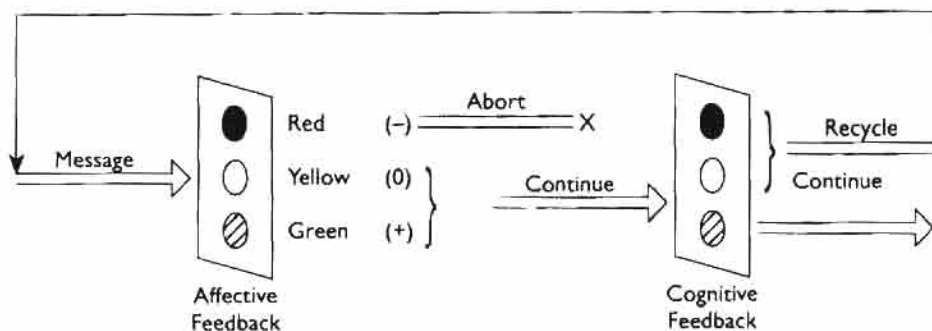 Abort
Red (–) X
Recycle
Message
Yellow (0)
Continue
Continue
Green (+)
Affective
Feedback
Cognitive
Feedback